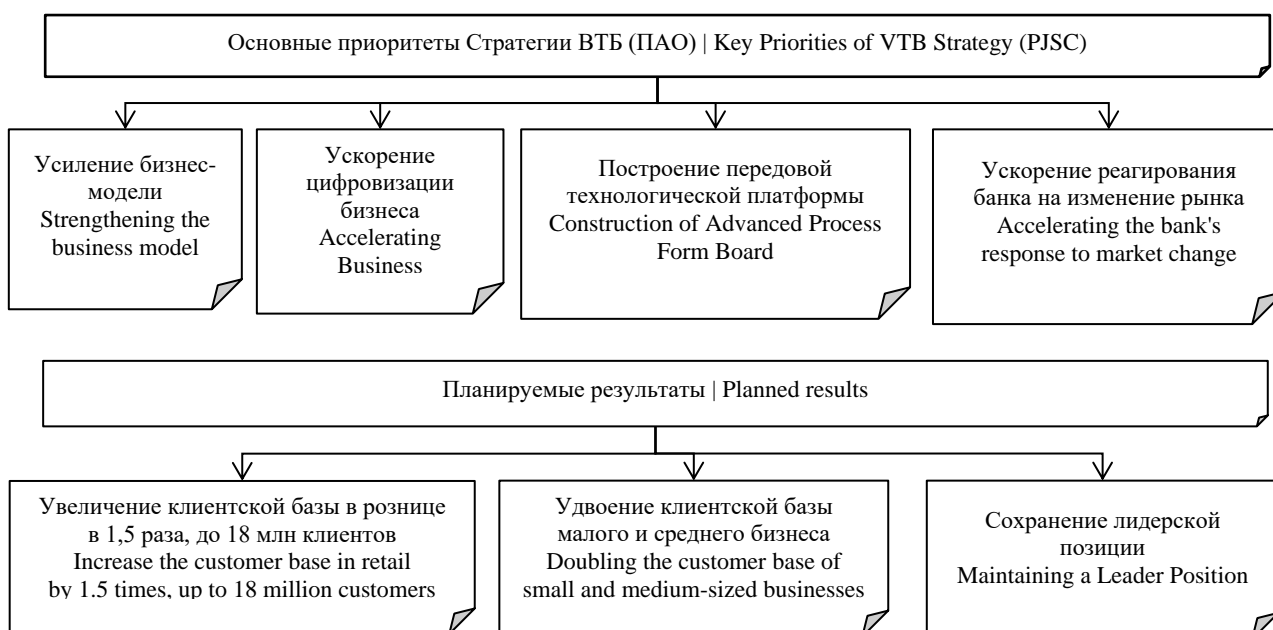 Основные приоритеты Стратегии ВТБ (ПАО) | Key Priorities of VTB Strategy (PJSC)
Усиление бизнес-
модели
Strengthening the
business model
Ускорение
цифровизации
бизнеса
Accelerating
Business
Построение передовой
технологической платформы
Construction of Advanced Process
Form Board
Ускорение реагирования
банка на изменение рынка
Accelerating the bank's
response to market change
Планируемые результаты | Planned results
Увеличение клиентской базы в рознице
в 1,5 раза, до 18 млн клиентов
Increase the customer base in retail
by 1.5 times, up to 18 million customers
Удвоение клиентской базы
малого и среднего бизнеса
Doubling the customer base of
small and medium-sized businesses
Сохранение лидерской
позиции
Maintaining a Leader Position